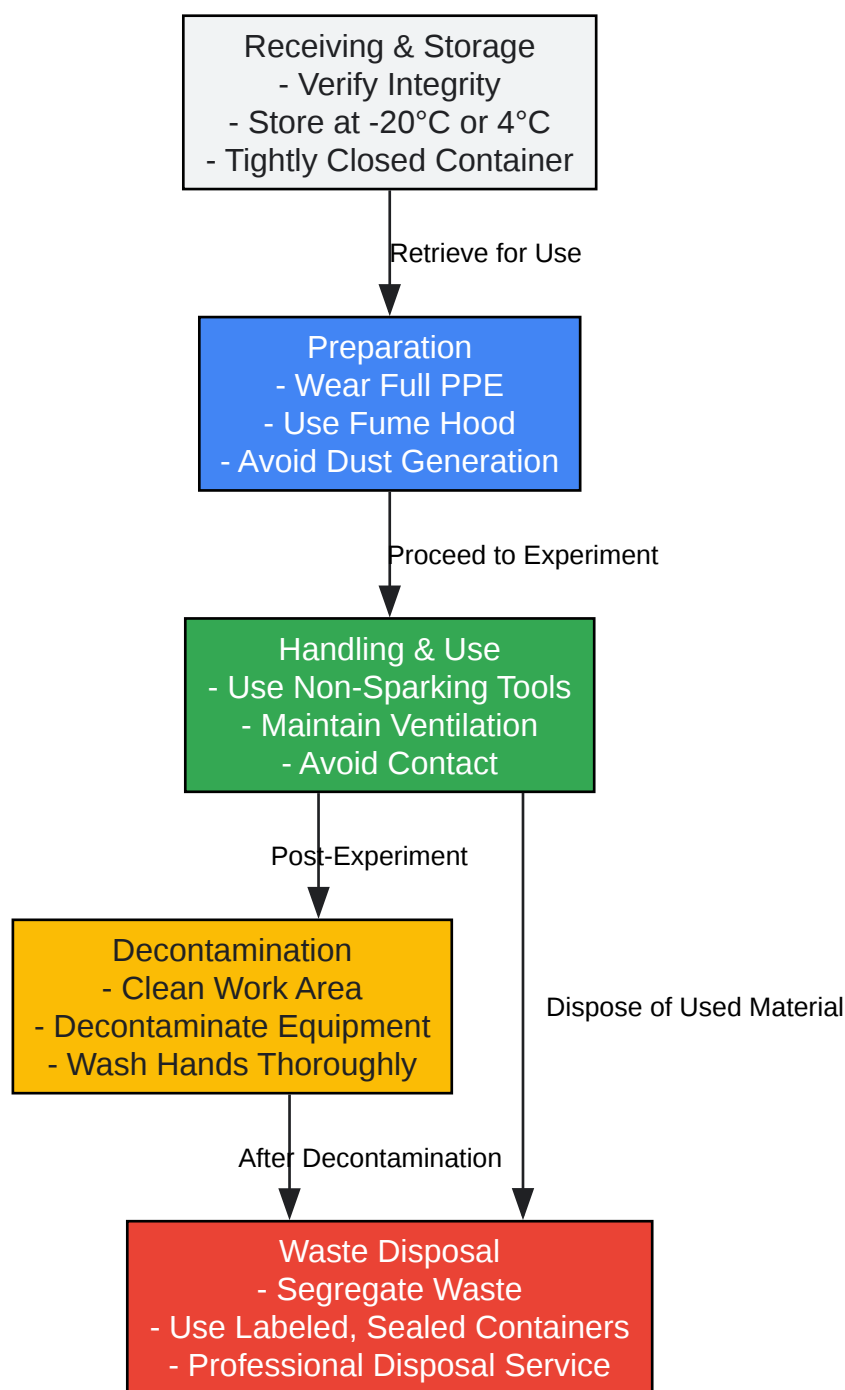 Receiving & Storage
- Verify Integrity
- Store at -20°C or 4°C
- Tightly Closed Container
Retrieve for Use
Preparation
- Wear Full PPE
- Use Fume Hood
- Avoid Dust Generation
Proceed to Experiment
Handling & Use
- Use Non-Sparking Tools
- Maintain Ventilation
- Avoid Contact
Post-Experiment
Decontamination
- Clean Work Area
- Decontaminate Equipment
- Wash Hands Thoroughly
Dispose of Used Material
After Decontamination
Waste Disposal
- Segregate Waste
- Use Labeled, Sealed Containers
- Professional Disposal Service